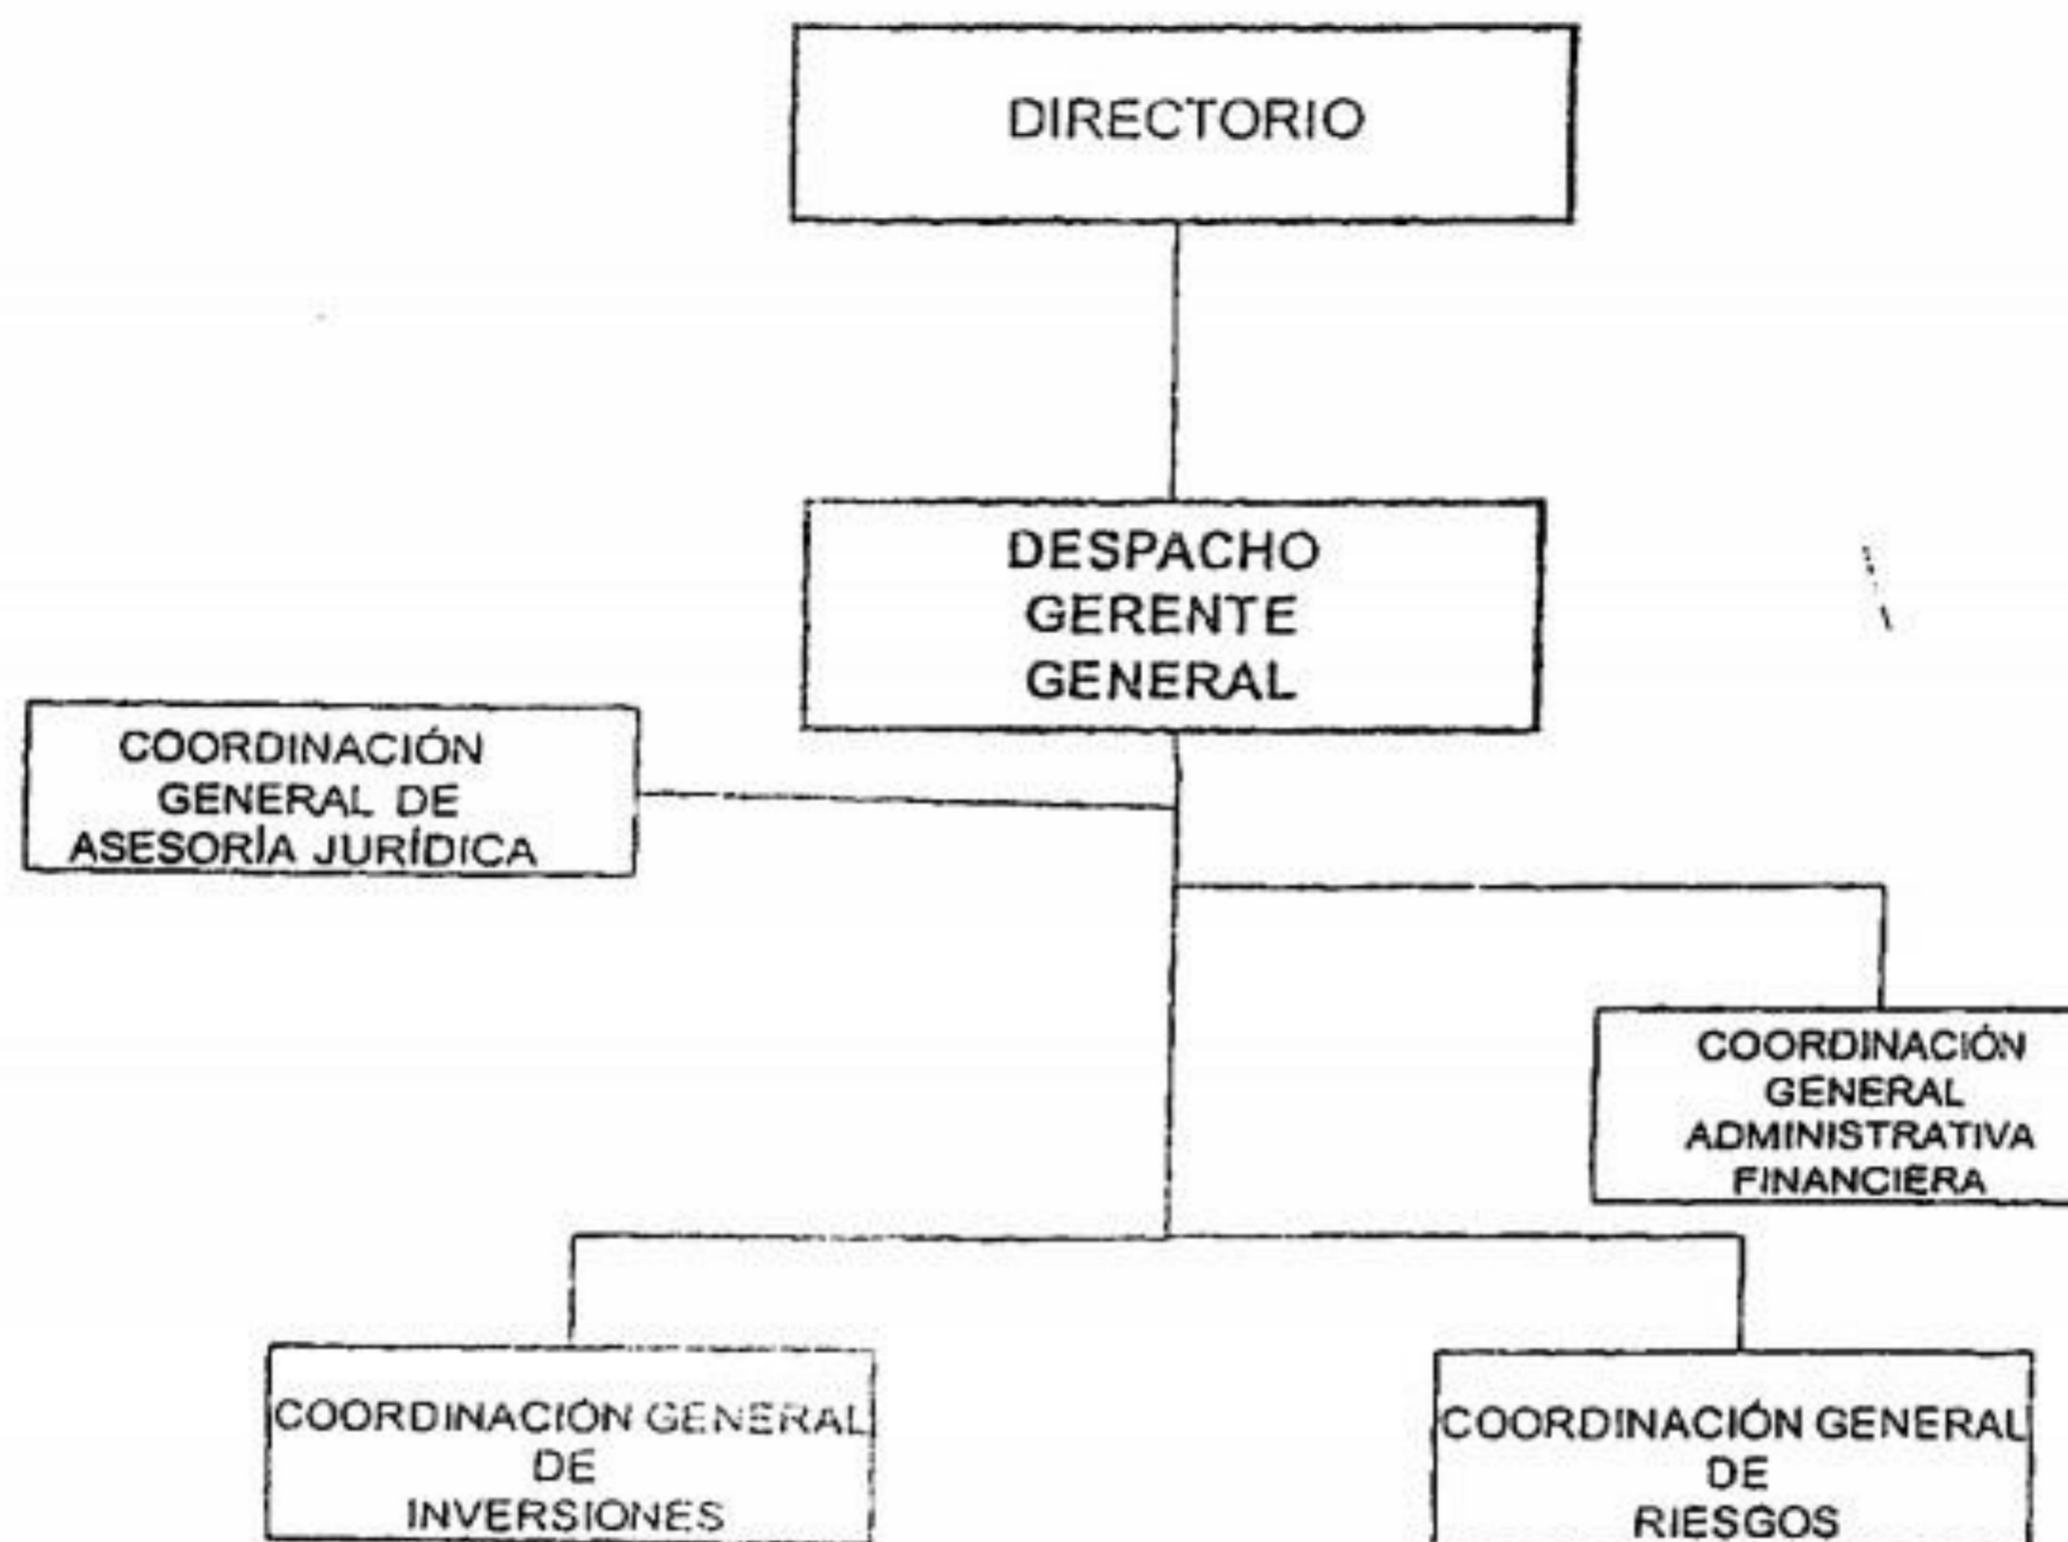 DIRECTORIO
DESPACHO
GERENTE
GENERAL
COORDINACIÓN
GENERAL DE
ASESORÍA JURÍDICA
COORDINACIÓN
GENERAL
ADMINISTRATIVA
FINANCIERA
COORDINACIÓN GENERAL
DE
INVERSIONES
COORDINACIÓN GENERAL
DE
RIESGOS